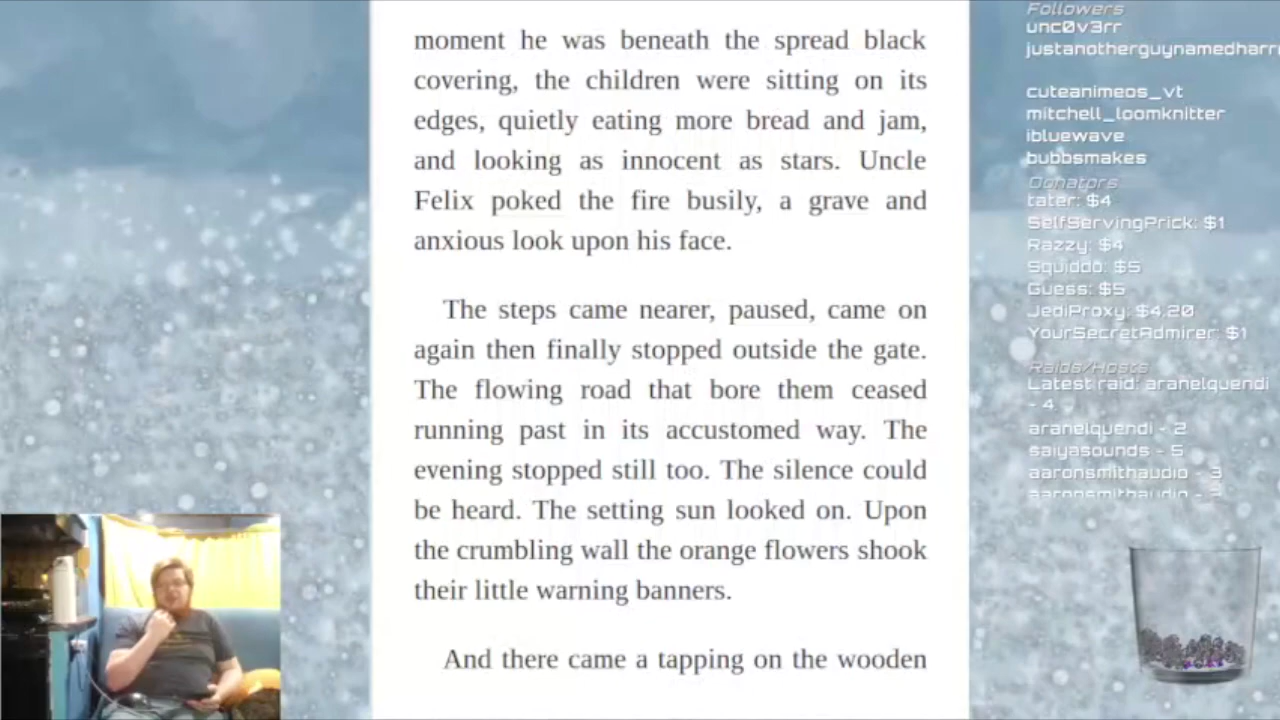 moment he was beneath the spread black
covering, the children were sitting on its
edges, quietly eating more bread and jam,
and looking as innocent as stars. Uncle
Felix poked the fire busily, a grave and
anxious look upon his face.
The steps came nearer, paused, came on
again then finally stopped outside the gate.
The flowing road that bore them ceased
running past in its accustomed way. The
evening stopped still too. The silence could
be heard. The setting sun looked on. Upon
the crumbling wall the orange flowers shook
their little warning banners.
And there came a tapping on the wooden
Followers
unc0v3rr
justanotherguynamedharr
cuteanimeos_vt
mitchell_loomknitter
ibluewave
bubbsmakes
Donators
tater: $4
SelfServingPrick: $1
Razzy: $4
Squiddo: $5
Guess: $5
JediProxy: $4.20
YourSecretAdmirer: $1
Raids/Hosts
Latest raid: aranelquendi
- 4
aranelquendi - 2
saiyasounds - 5
aaronsmithaudio - 3
aaronsmithaudio - 3